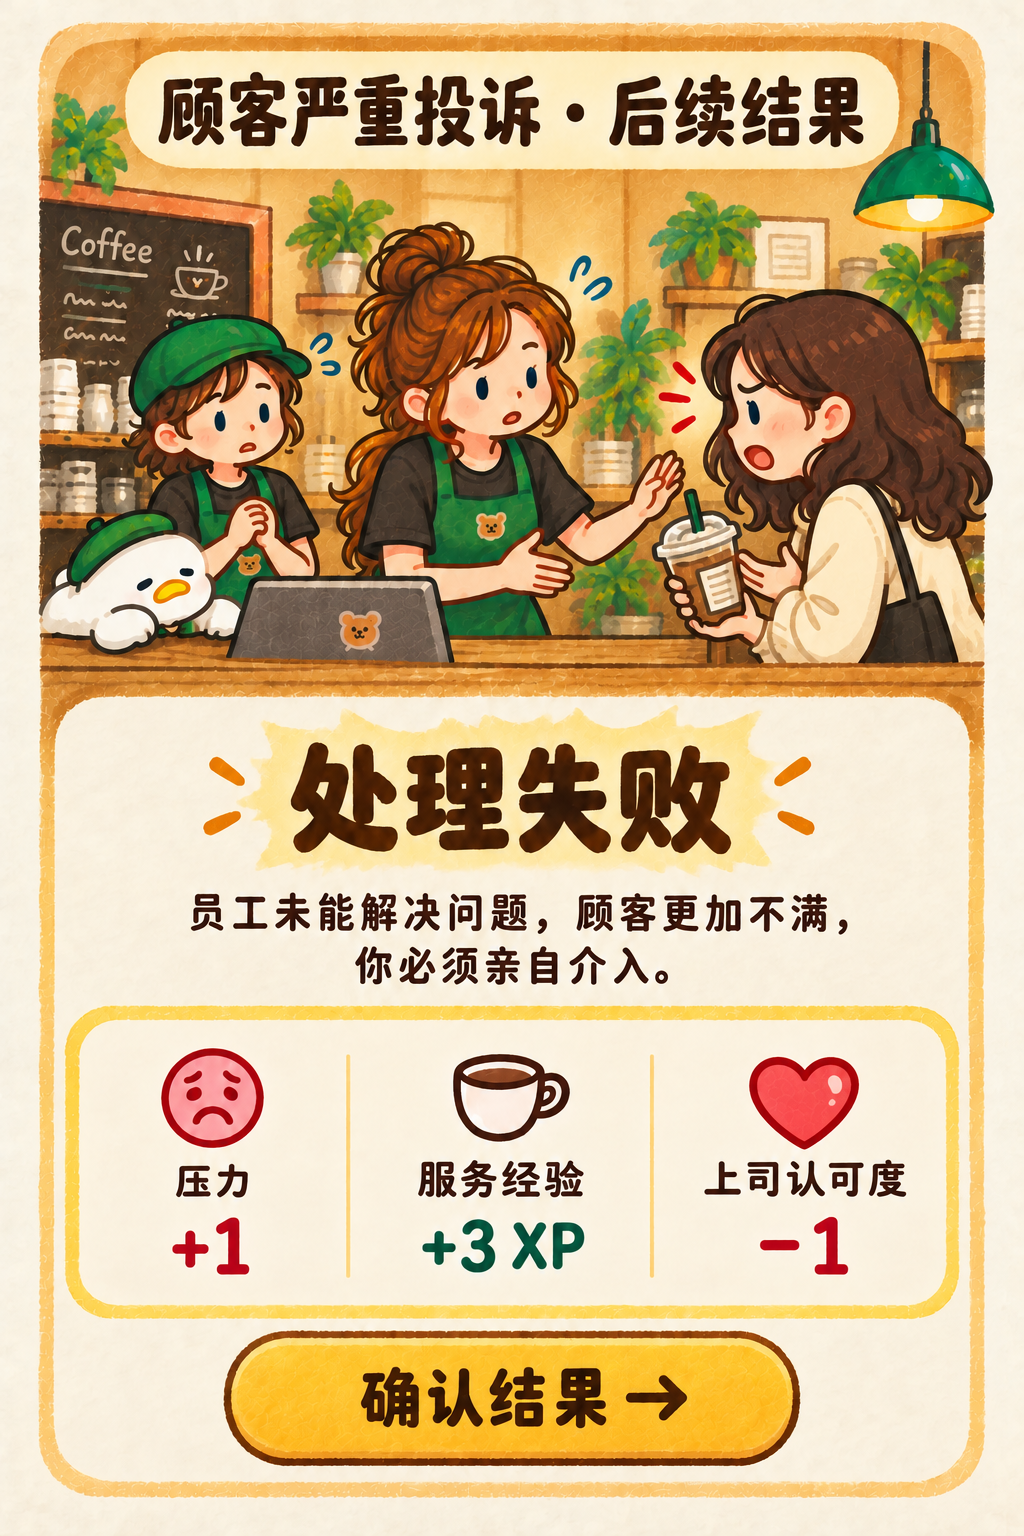 顾客严重投诉·后续结果
Coffee
处理失败
员工未能解决问题，顾客更加不满，
你必须亲自介入。
压力
+1
服务经验
+3 XP
上司认可度
-1
确认结果→